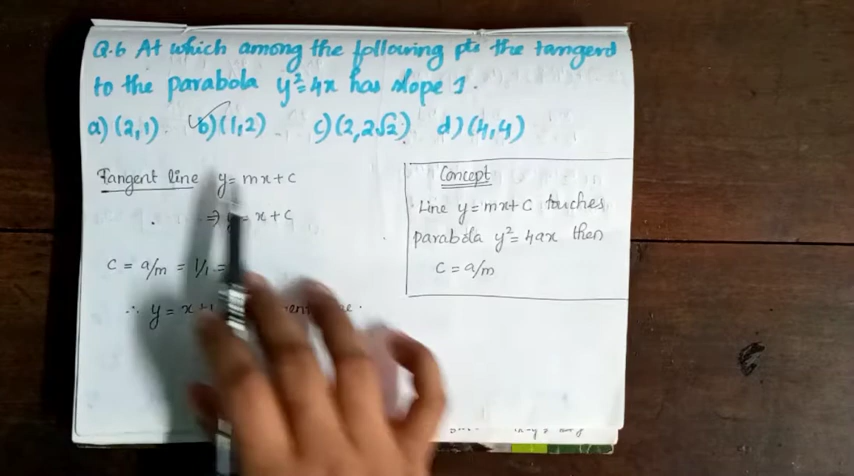 Q.6 At which among the following pts the tangend
to the parabola y²=4x has slope 1.
a) (2,1) b) (1,2) c) (2,2√2) d) (4,4)
Tangent line y = mx+c
⇒ = x+c
c = a/m = 1/1 =
∴ y = x+
Concept
Line y=mx+c touches
parabola y²=4ax then
c = a/m